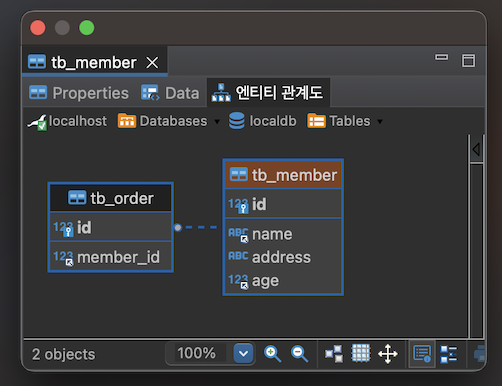 tb_member
Properties Data 엔티티 관계도
localhost Databases localdb Tables
tb_order
123 id
123 member_id
tb_member
123 id
ABC name
ABC address
123 age
2 objects 100%